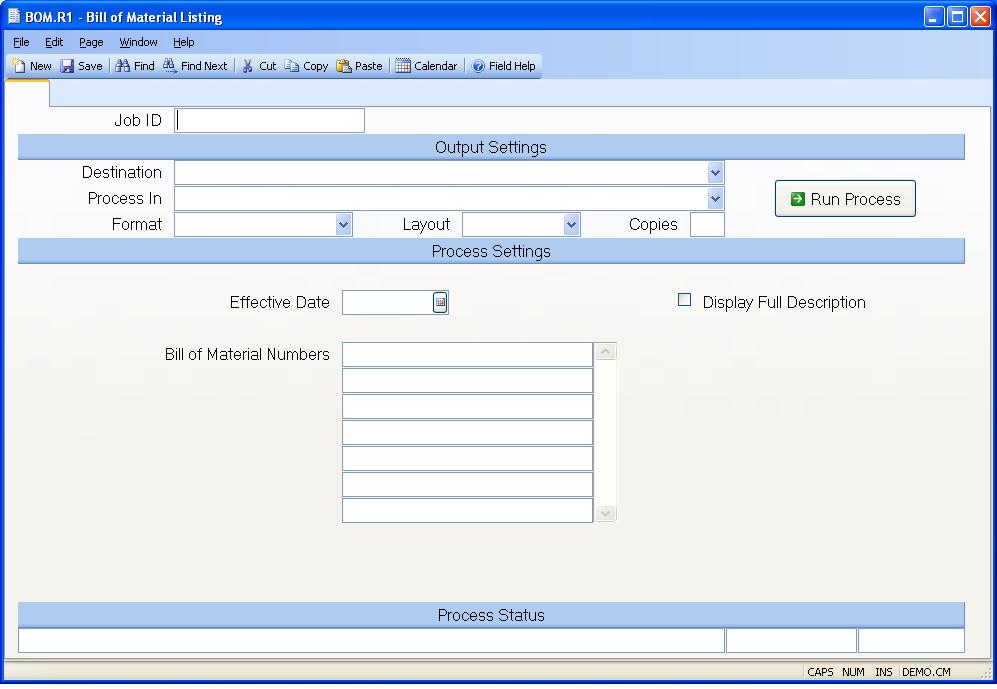 BOM.R1 - Bill of Material Listing
File Edit Page Window Help
New Save Find Find Next Cut Copy Paste Calendar Field Help
Job ID
Output Settings
Destination
Process In
Run Process
Format Layout Copies
Process Settings
Effective Date Display Full Description
Bill of Material Numbers
Process Status
CAPS NUM INS DEMO.CM